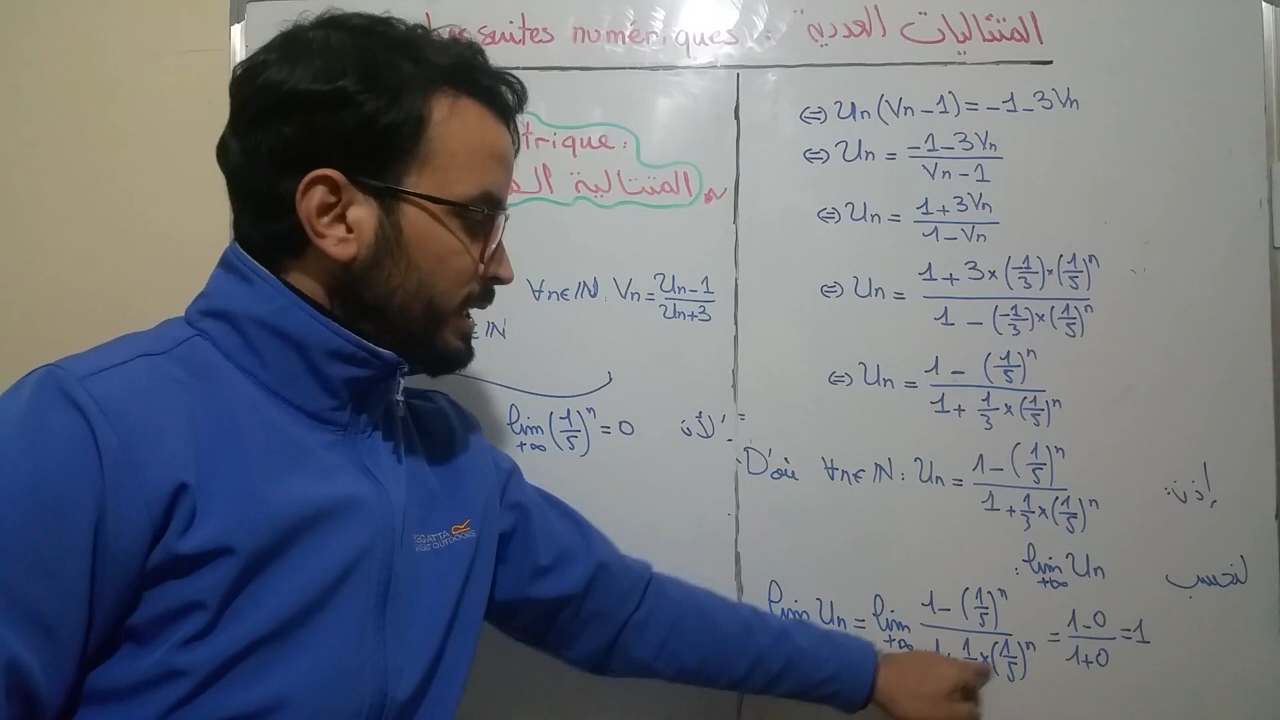 suites numériques : المتتاليات العددية
trique:
المتتالية
∀n∈ℕ: Vn = (Un-1)/(Un+3)
∈ℕ
lim +∞ (1/5)^n = 0 لأن:
⇔ Un(Vn-1) = -1-3Vn
⇔ Un = (-1-3Vn)/(Vn-1)
⇔ Un = (1+3Vn)/(1-Vn)
⇔ Un = (1+3×(-1/3)×(1/5)^n)/(1-(-1/3)×(1/5)^n)
⇔ Un = (1-(1/5)^n)/(1+1/3×(1/5)^n)
D'où ∀n∈ℕ: Un = (1-(1/5)^n)/(1+1/3×(1/5)^n) إذن:
لنحسب lim +∞ Un:
lim Un = lim +∞ (1-(1/5)^n)/(1+1/3×(1/5)^n) = (1-0)/(1+0) = 1
REGATTA
GREAT OUTDOORS